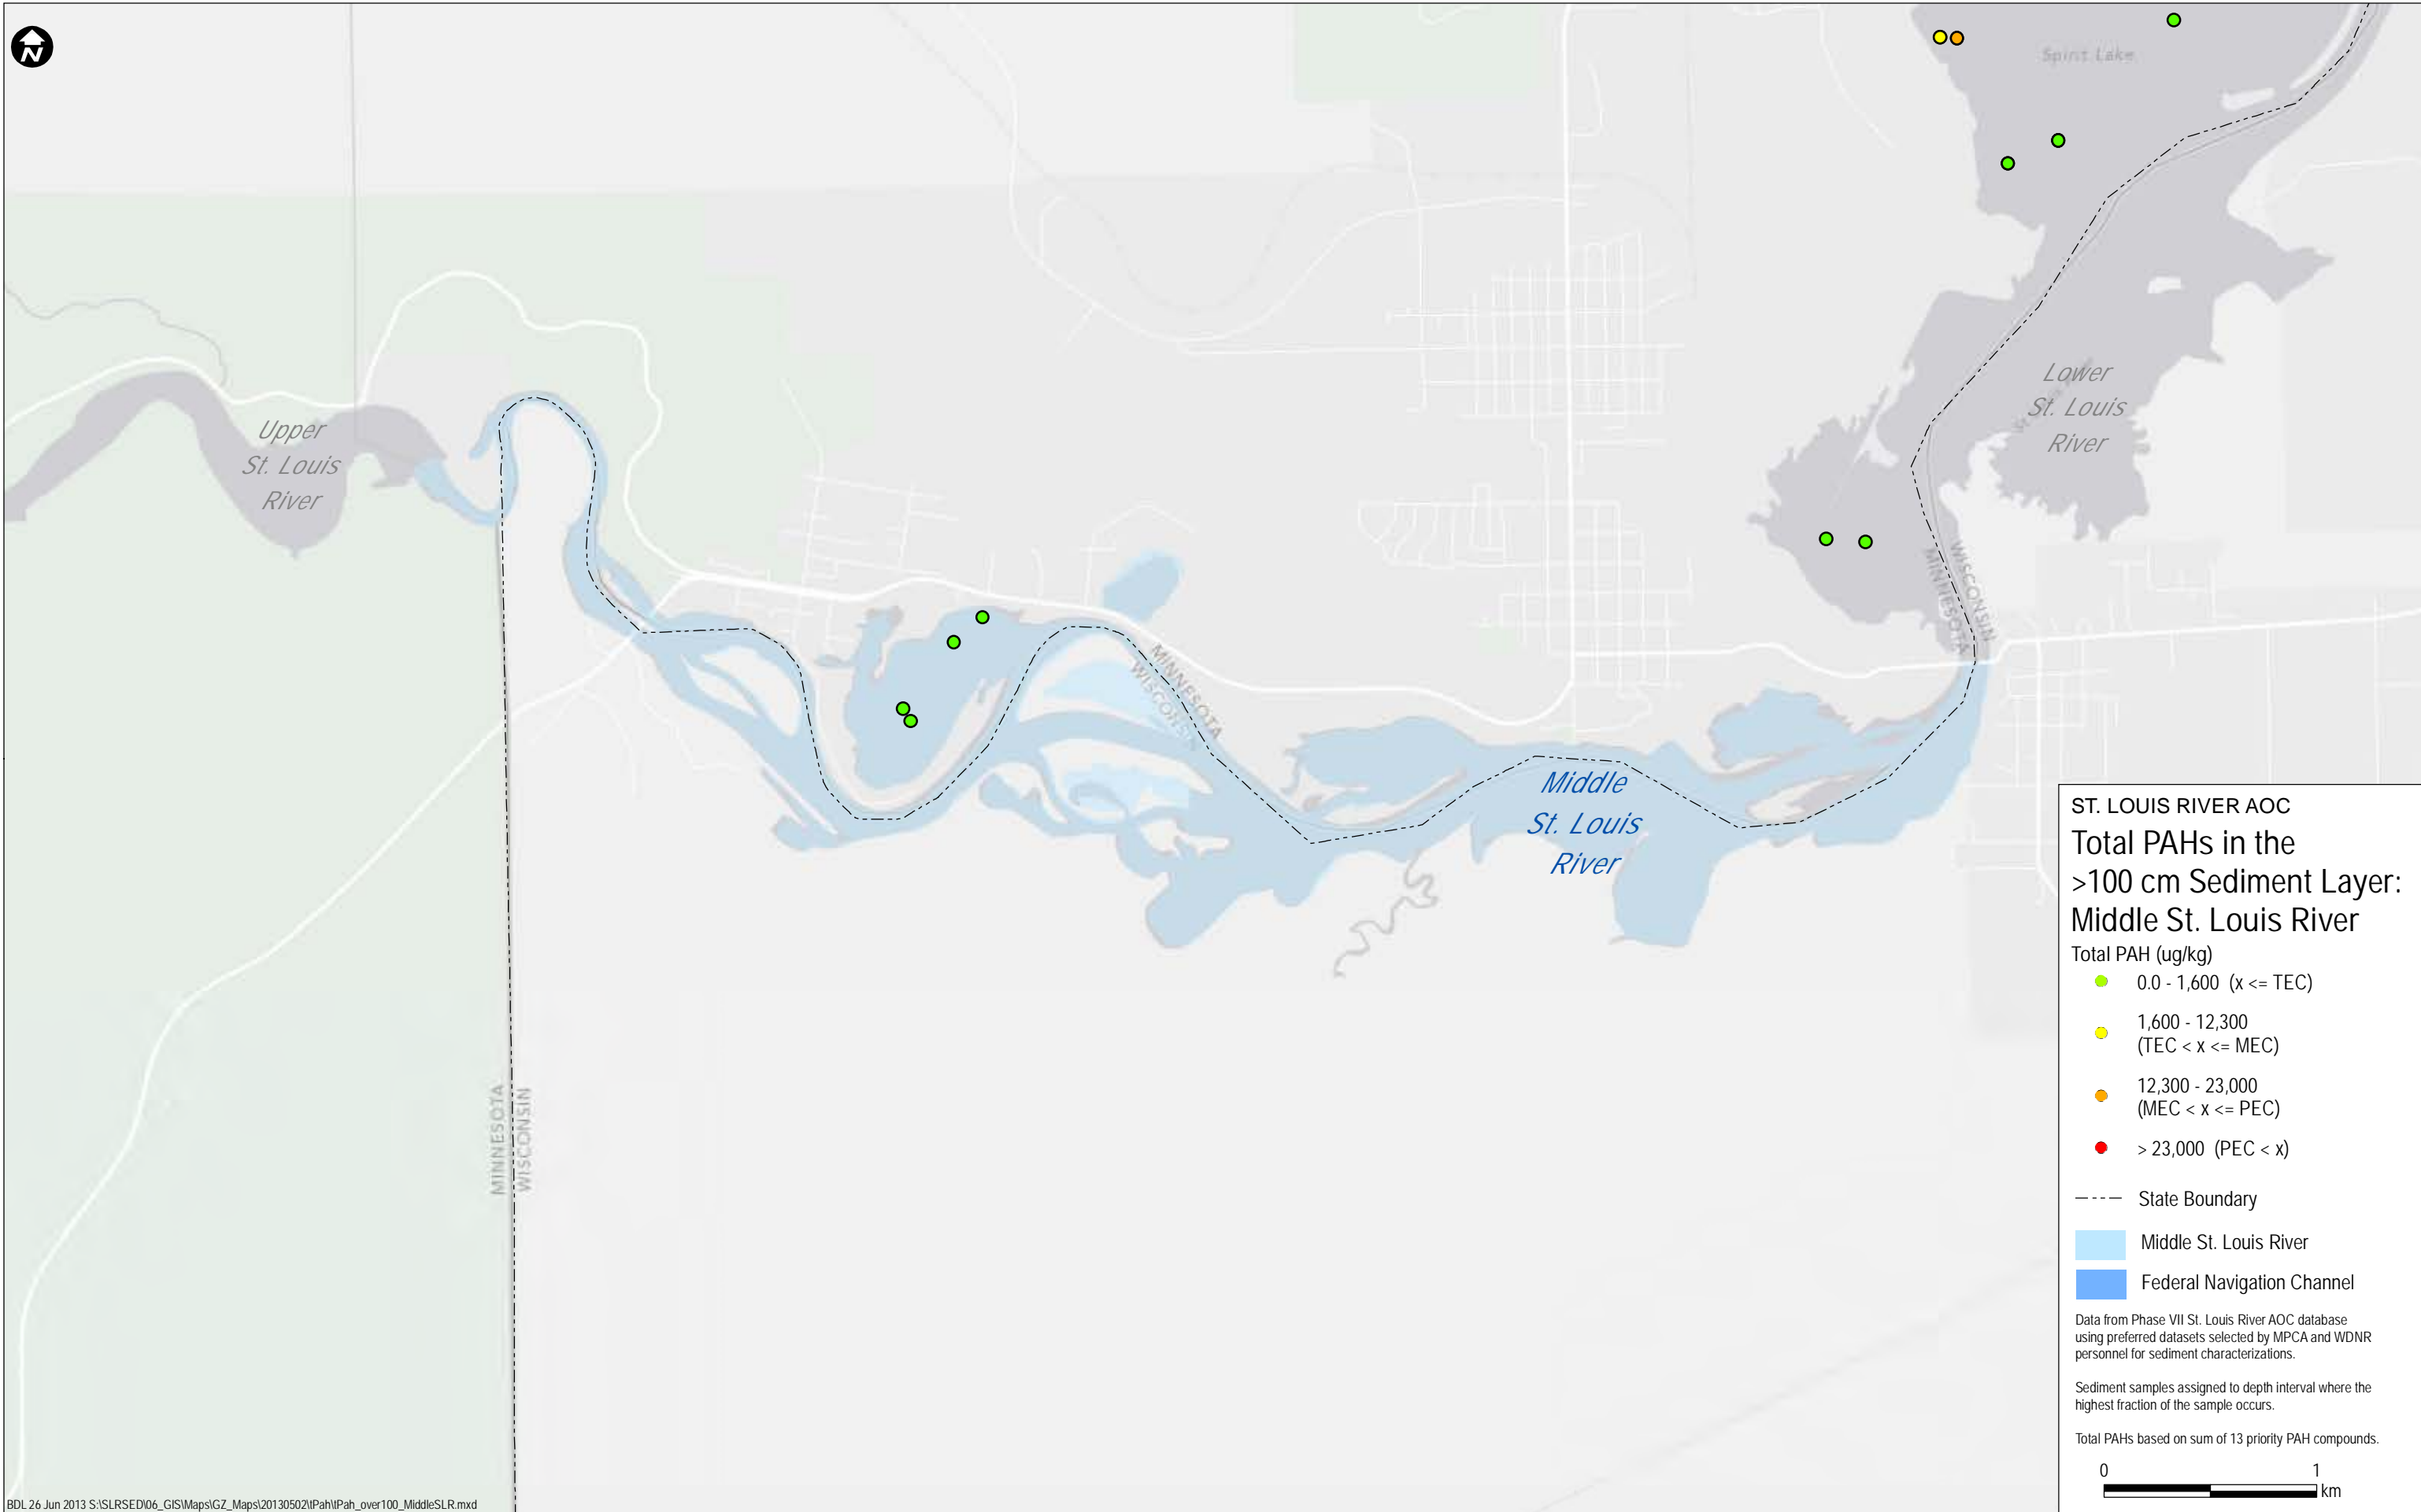 N
Spirit Lake
Upper
St. Louis
River
Lower
St. Louis
River
WISCONSIN
MINNESOTA
MINNESOTA
WISCONSIN
Middle
St. Louis
River
MINNESOTA
WISCONSIN
ST. LOUIS RIVER AOC
Total PAHs in the
>100 cm Sediment Layer:
Middle St. Louis River
Total PAH (ug/kg)
0.0 - 1,600 (x <= TEC)
1,600 - 12,300
(TEC < x <= MEC)
12,300 - 23,000
(MEC < x <= PEC)
> 23,000 (PEC < x)
State Boundary
Middle St. Louis River
Federal Navigation Channel
Data from Phase VII St. Louis River AOC database
using preferred datasets selected by MPCA and WDNR
personnel for sediment characterizations.
Sediment samples assigned to depth interval where the
highest fraction of the sample occurs.
Total PAHs based on sum of 13 priority PAH compounds.
0 1
km
BDL 26 Jun 2013 S:\SLRSED\06_GIS\Maps\GZ_Maps\20130502\tPah\tPah_over100_MiddleSLR.mxd